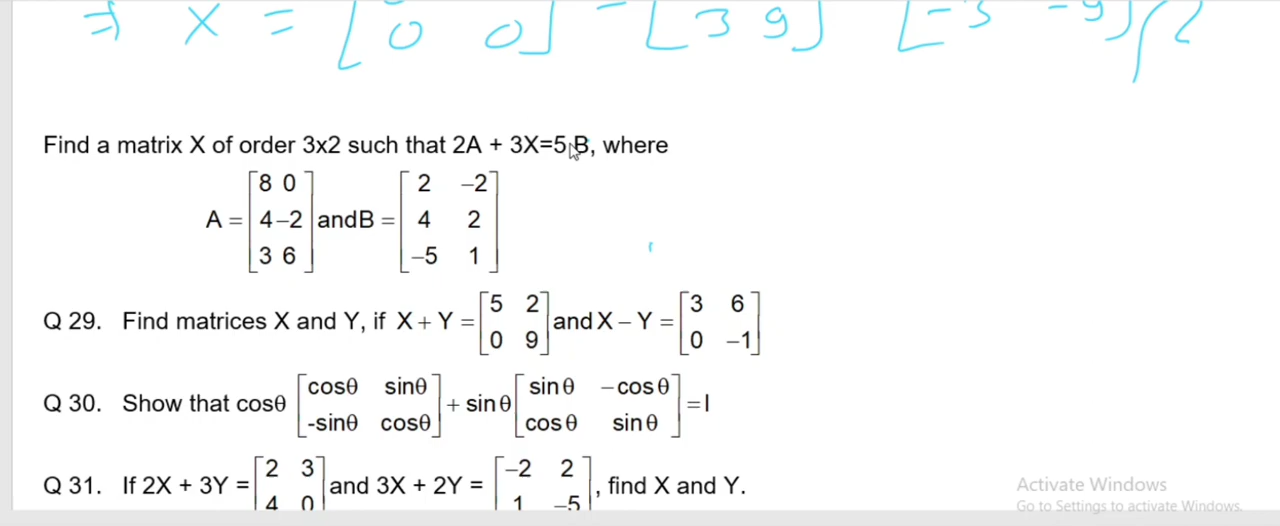 ⇒ X = [0 0] - [3 9] [-3 -9]/2
Find a matrix X of order 3x2 such that 2A + 3X=5 B, where
A = [8 0; 4 –2; 3 6] and B = [2 –2; 4 2; –5 1]
Q 29. Find matrices X and Y, if X + Y = [5 2; 0 9] and X – Y = [3 6; 0 –1]
Q 30. Show that cosθ [cosθ sinθ; -sinθ cosθ] + sinθ [sinθ –cosθ; cosθ sinθ] = I
Q 31. If 2X + 3Y = [2 3; 4 0] and 3X + 2Y = [–2 2; 1 –5], find X and Y.
Activate Windows
Go to Settings to activate Windows.